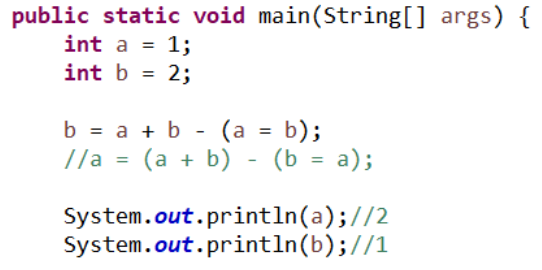 public static void main(String[] args) {
int a = 1;
int b = 2;
b = a + b - (a = b);
//a = (a + b) - (b = a);
System.out.println(a);//2
System.out.println(b);//1